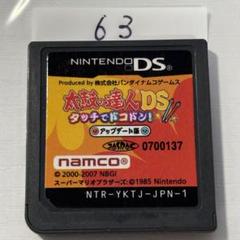 63
NINTENDO DS
Produced by 株式会社バンダイナムコゲームス
太鼓の達人DS
タッチでドコドン!
アップデート版
0700137
namco
© 2000-2007 NBGI
スーパーマリオブラザーズ:©1985 Nintendo
NTR-YKTJ-JPN-1